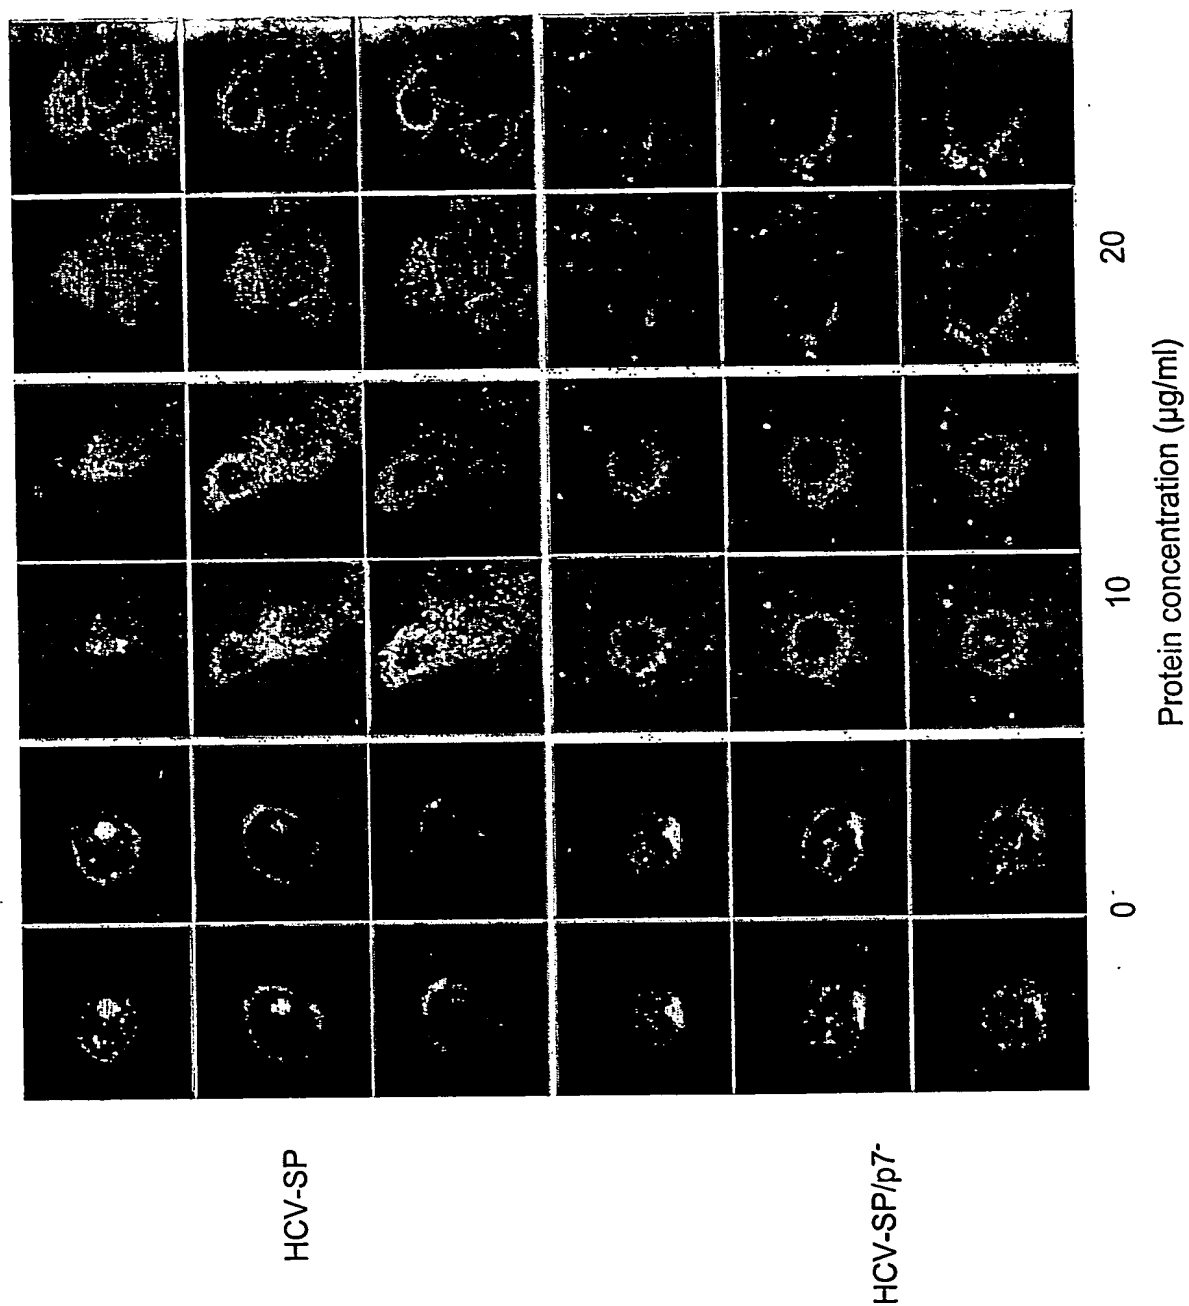 HCV-SP
HCV-SP/p7-
0
10
20
Protein concentration (µg/ml)